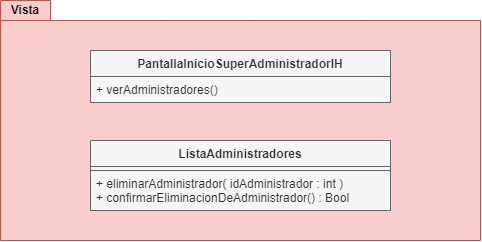 Vista
PantallaInicioSuperAdministradorIH
+ verAdministradores()
ListaAdministradores
+ eliminarAdministrador( idAdministrador : int )
+ confirmarEliminacionDeAdministrador() : Bool